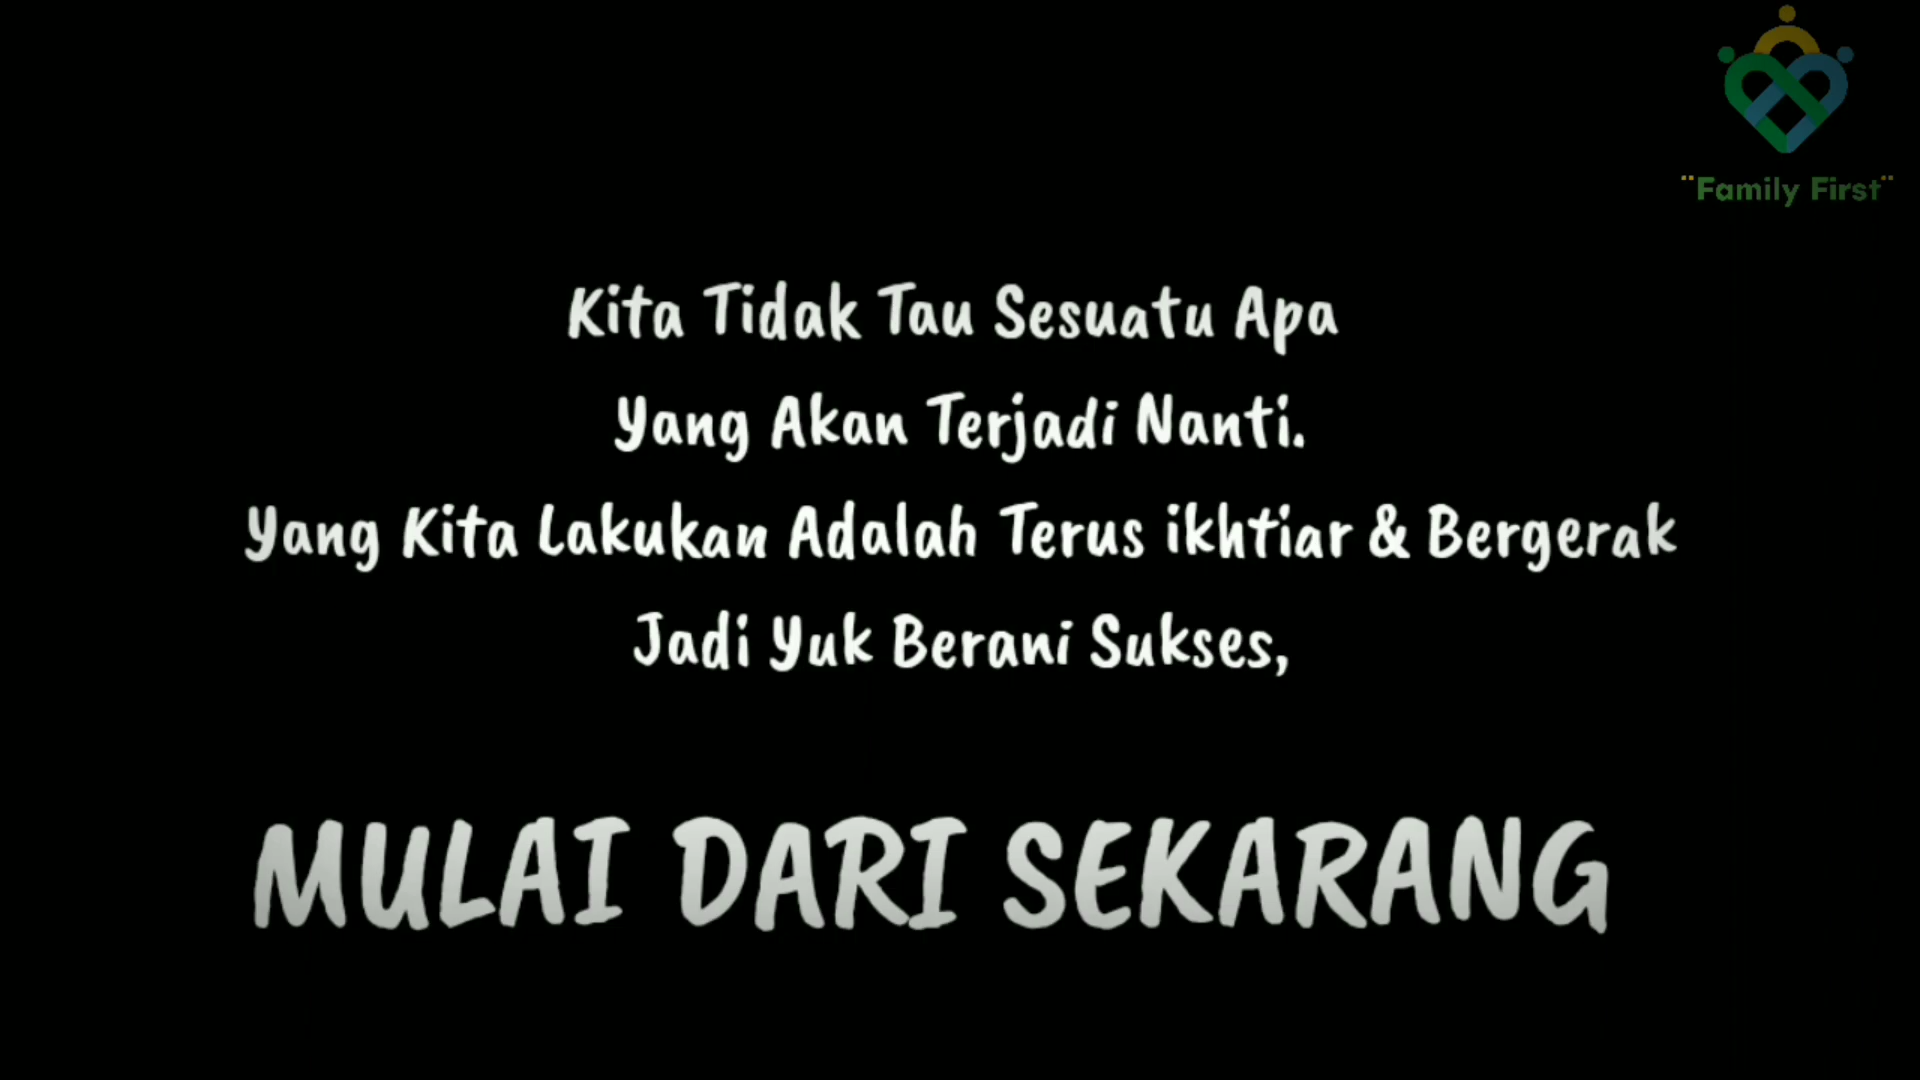 "Family First"
Kita Tidak Tau Sesuatu Apa
Yang Akan Terjadi Nanti.
Yang Kita Lakukan Adalah Terus ikhtiar & Bergerak
Jadi Yuk Berani Sukses,
MULAI DARI SEKARANG